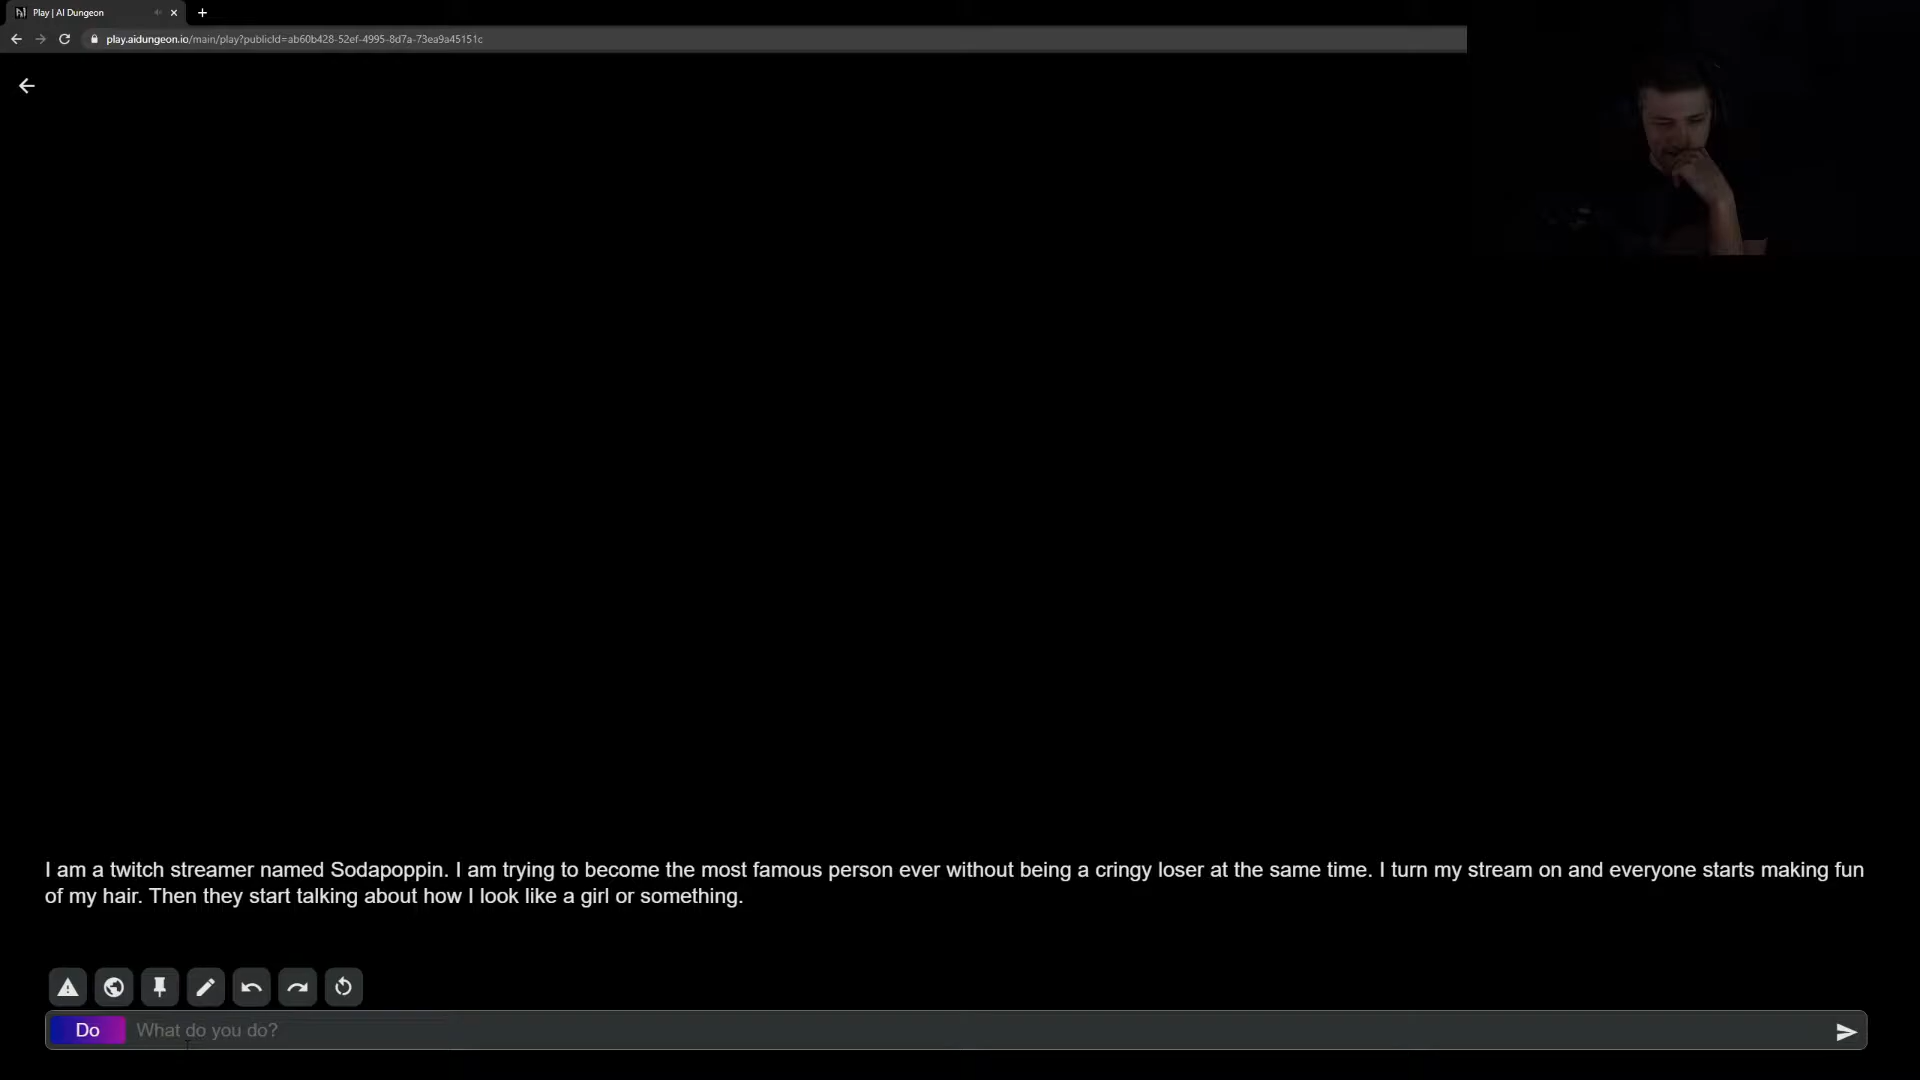 Play | AI Dungeon
play.aidungeon.io/main/play?publicId=ab60b428-52ef-4995-8d7a-73ea9a45151c
I am a twitch streamer named Sodapoppin. I am trying to become the most famous person ever without being a cringy loser at the same time. I turn my stream on and everyone starts making fun
of my hair. Then they start talking about how I look like a girl or something.
Do What do you do?